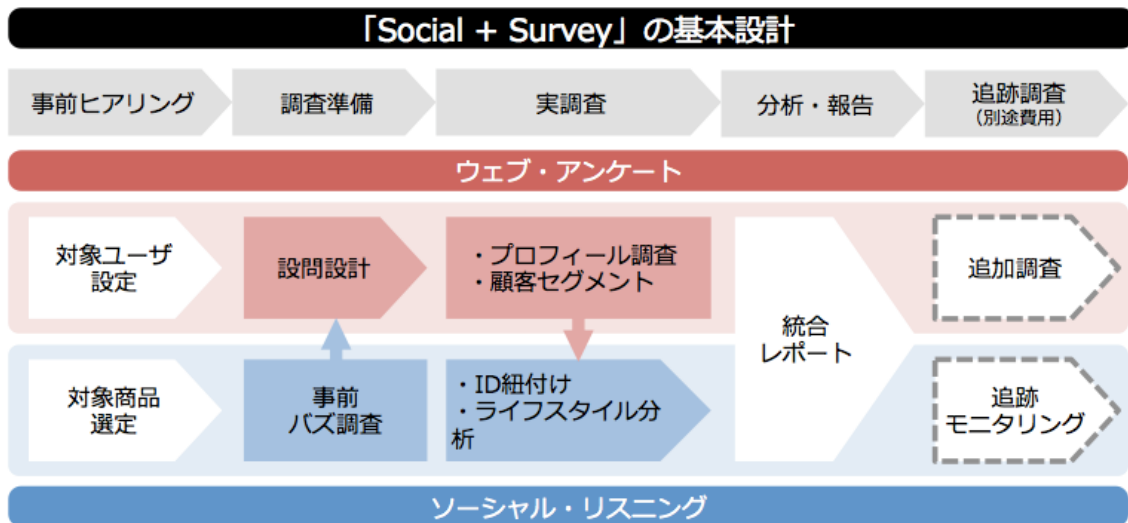 「Social + Survey」の基本設計
事前ヒアリング
調査準備
実調査
分析・報告
追跡調査
(別途費用)
ウェブ・アンケート
対象ユーザ
設定
設問設計
・プロフィール調査
・顧客セグメント
統合
レポート
追加調査
対象商品
選定
事前
バズ調査
・ID紐付け
・ライフスタイル分
析
追跡
モニタリング
ソーシャル・リスニング